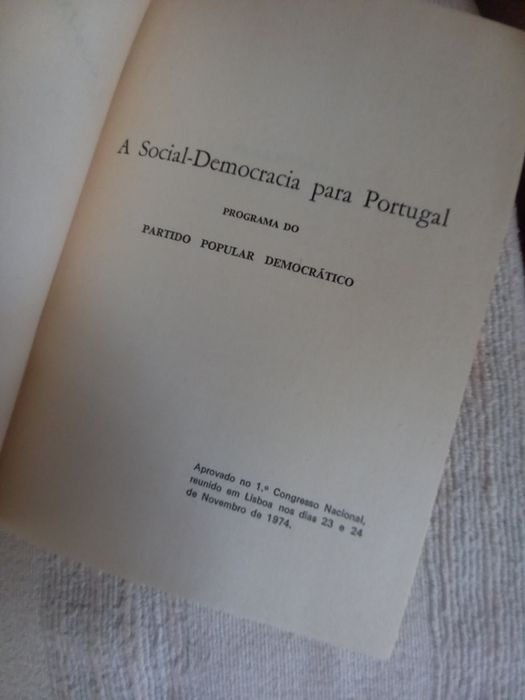 A Social-Democracia para Portugal
PROGRAMA DO
PARTIDO POPULAR DEMOCRÁTICO
Aprovado no 1.º Congresso Nacional,
reunido em Lisboa nos dias 23 e 24
de Novembro de 1974.